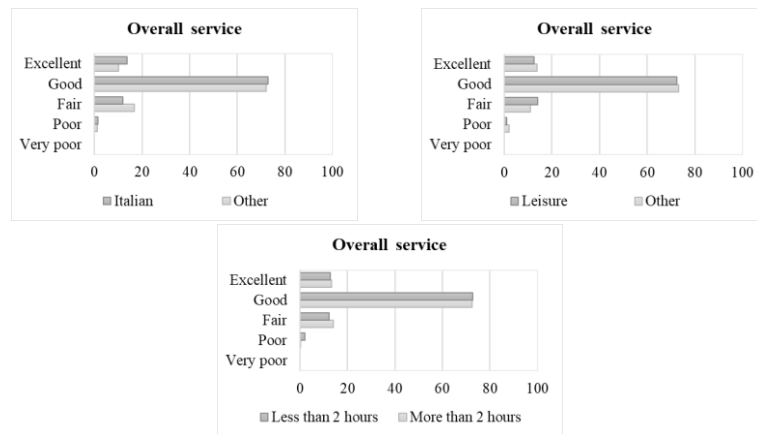 Overall service
Excellent
Good
Fair
Poor
Very poor
0 20 40 60 80 100
Italian Other
Overall service
Excellent
Good
Fair
Poor
Very poor
0 20 40 60 80 100
Leisure Other
Overall service
Excellent
Good
Fair
Poor
Very poor
0 20 40 60 80 100
Less than 2 hours More than 2 hours